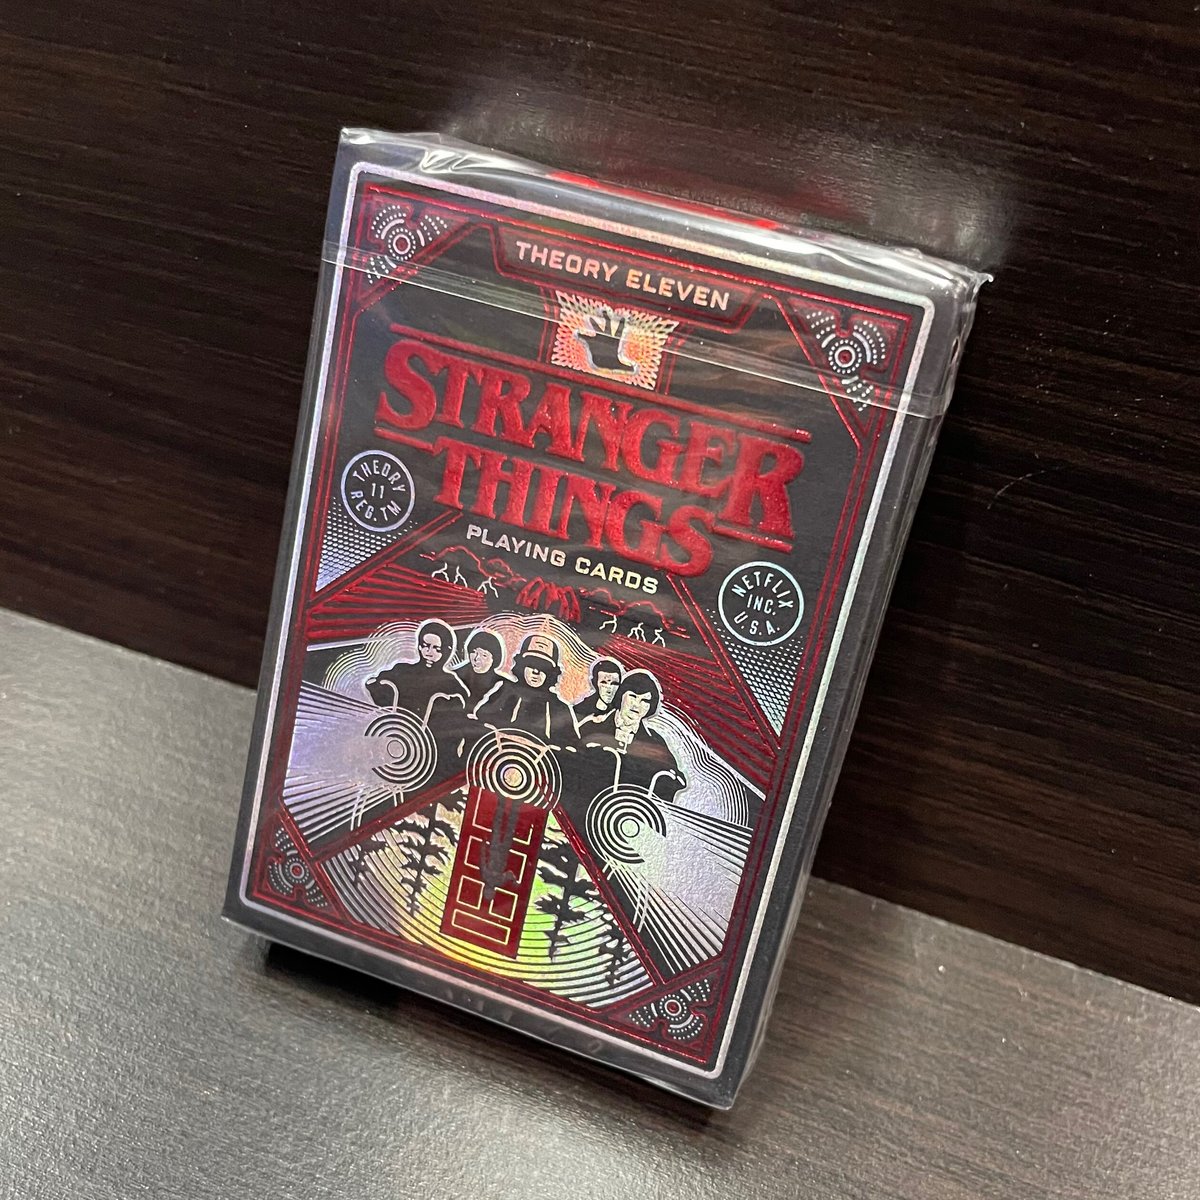 THEORY ELEVEN
STRANGER
THINGS
PLAYING CARDS
THEORY
11
REG.TM
NETFLIX
INC.
U.S.A.